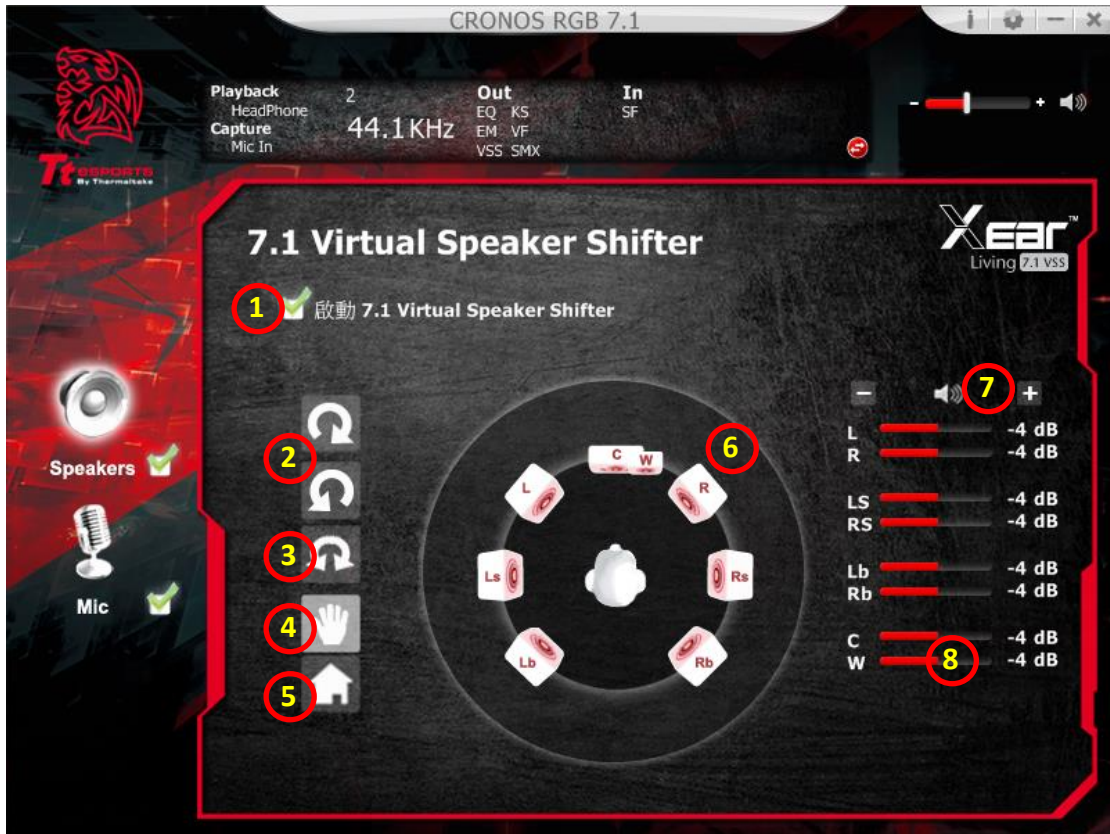 CRONOS RGB 7.1
i
Playback
HeadPhone
Capture
Mic In
2
44.1KHz
Out
EQ KS
EM VF
VSS SMX
In
SF
- +
Tt eSPORTS
By Thermaltake
7.1 Virtual Speaker Shifter
Xear™
Living 7.1 VSS
1 啟動 7.1 Virtual Speaker Shifter
Speakers
Mic
2
3
4
5
C W
L R
Ls Rs
Lb Rb
6
- 7 +
L -4 dB
R -4 dB
LS -4 dB
RS -4 dB
Lb -4 dB
Rb -4 dB
C -4 dB
W 8 -4 dB